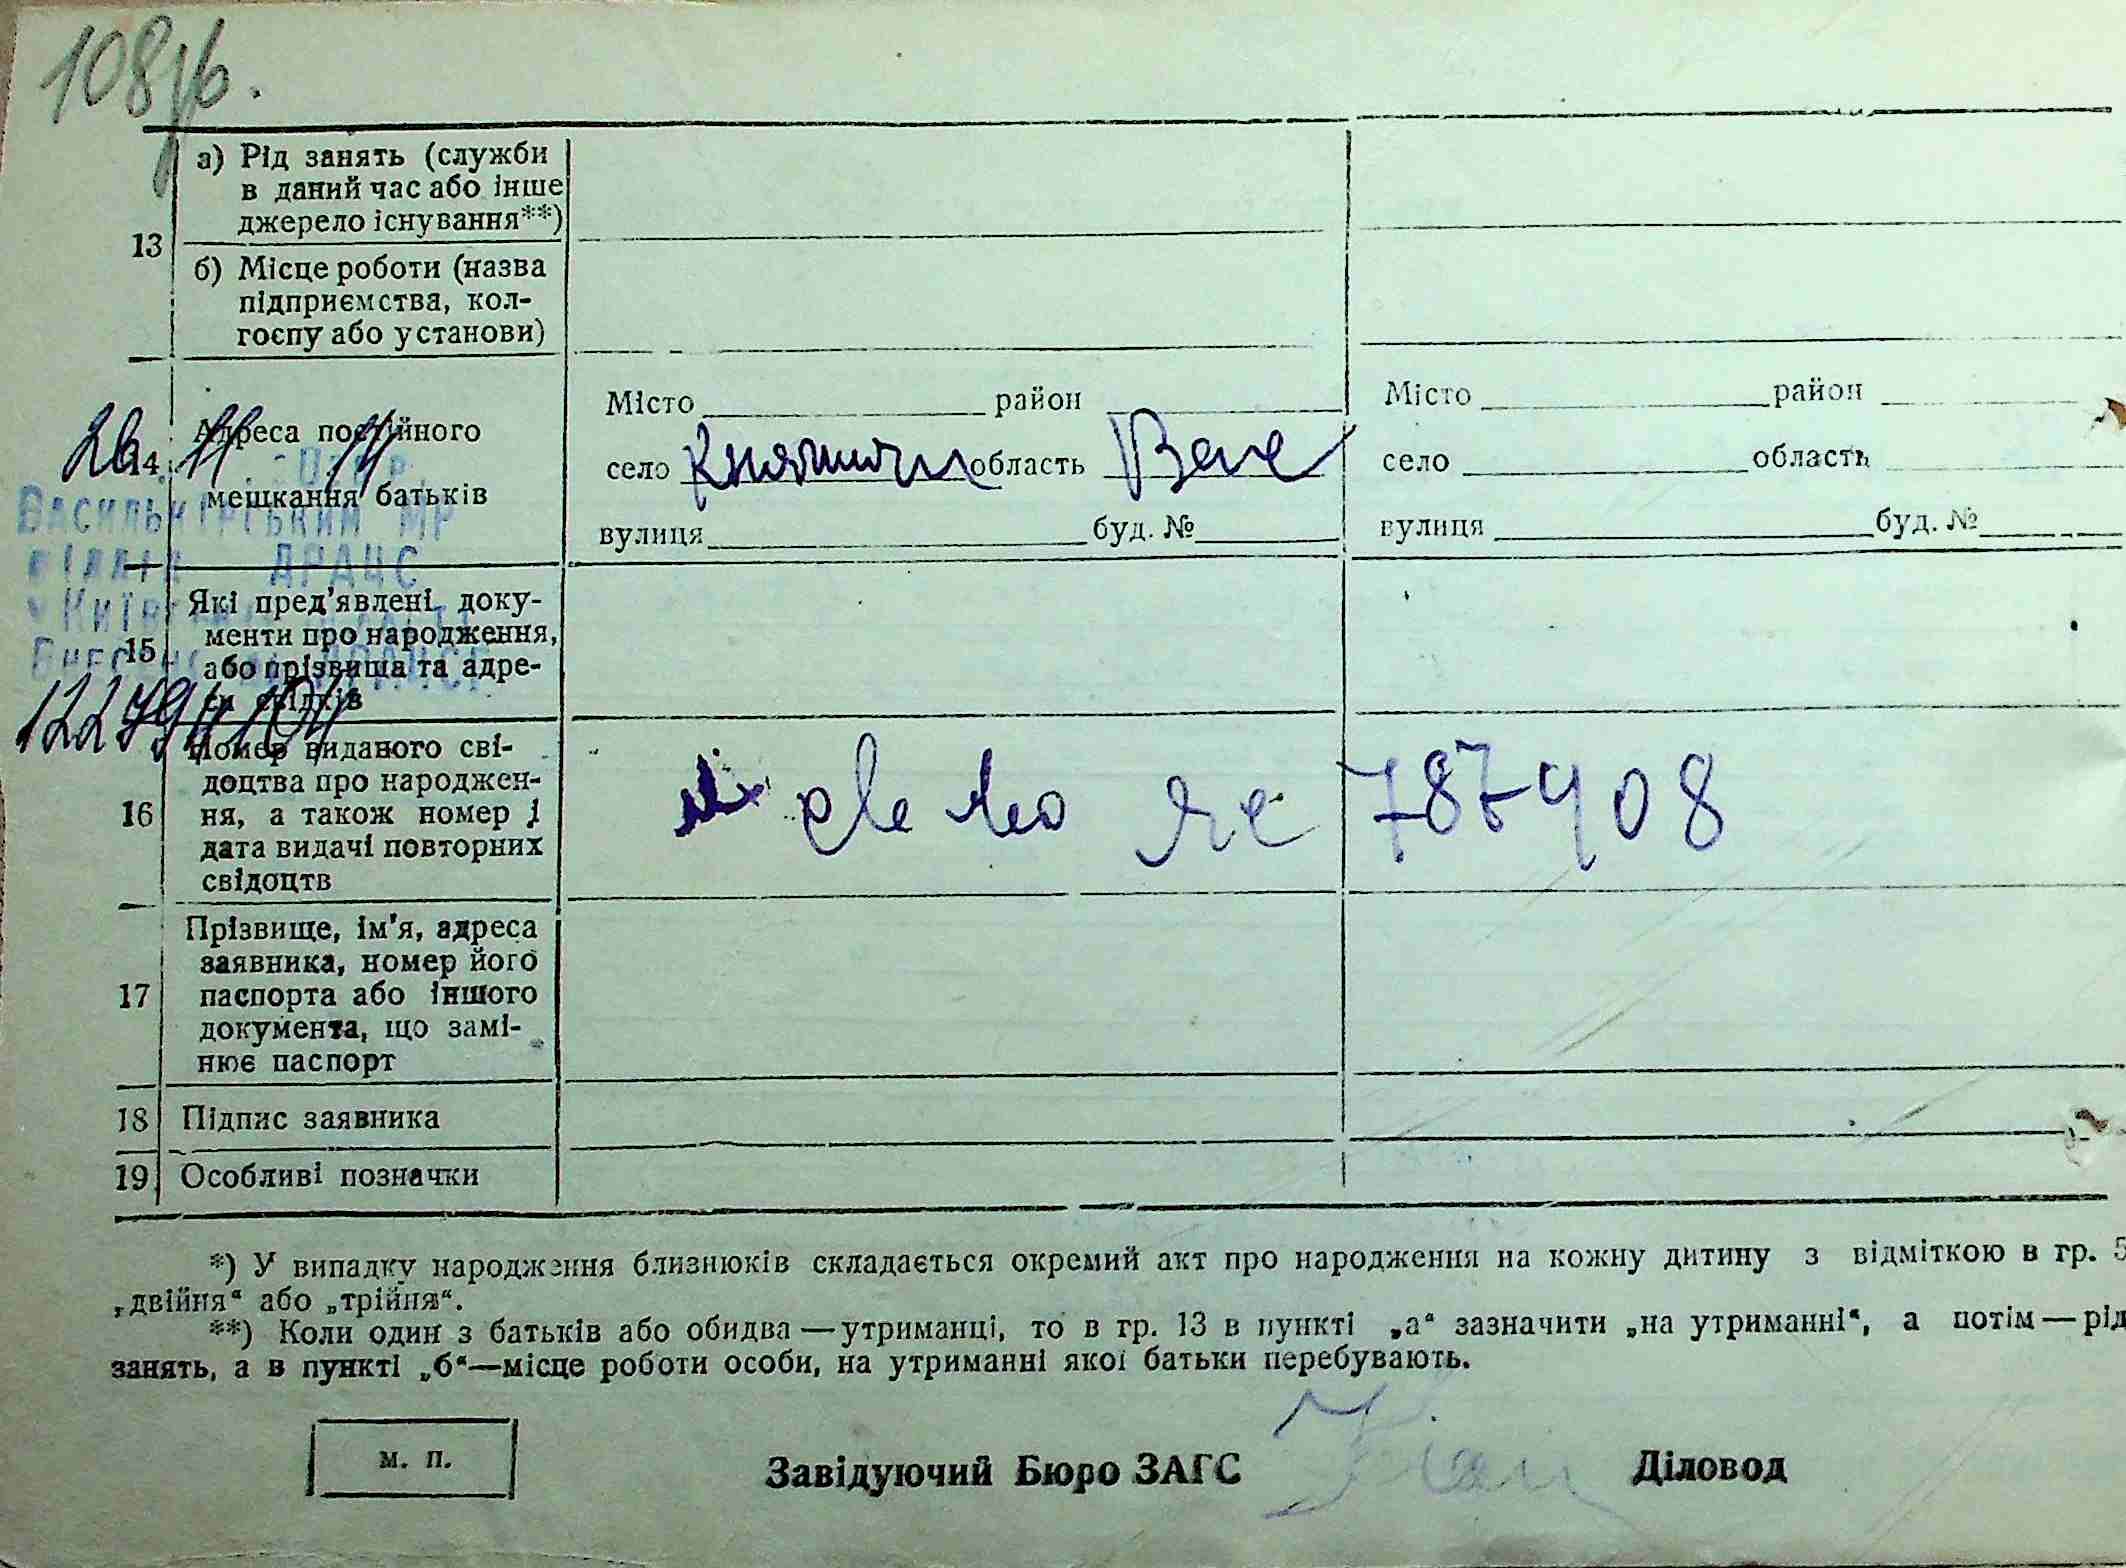 а) Рід занять (служби
в даний час або інше
джерело існування**)
13
б) Місце роботи (назва
підприємства, кол-
госпу або установи)
Місто район
Місто район
14 Адреса постійного
село область
село область
мешкання батьків
вулиця буд. №
вулиця буд. №
Васильківським МР
відділ ДРАЦС
15 Які пред'явлені доку-
менти про народження,
або прізвища та адре-
си свідків
16 Номер виданого сві-
доцтва про народжен-
ня, а також номер і
дата видачі повторних
свідоцтв
787908
17 Прізвище, ім'я, адреса
заявника, номер його
паспорта або іншого
документа, що замі-
нює паспорт
18 Підпис заявника
19 Особливі позначки
*) У випадку народження близнюків складається окремий акт про народження на кожну дитину з відміткою в гр. 5
„двійня“ або „трійня“.
**) Коли один з батьків або обидва—утриманці, то в гр. 13 в пункті „а“ зазначити „на утриманні“, а потім—рід
занять, а в пункті „б“—місце роботи особи, на утриманні якої батьки перебувають.
м. п.
Завідуючий Бюро ЗАГС Діловод